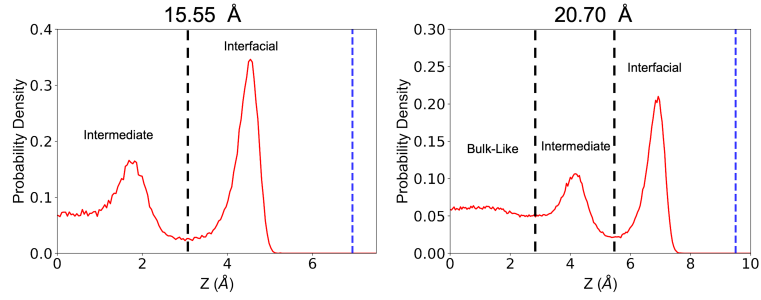 15.55 Å
20.70 Å
0.4
0.3
0.2
0.1
0.0
Probability Density
Intermediate
Interfacial
0
2
4
6
Z (Å)
0.30
0.25
0.20
0.15
0.10
0.05
0.00
Probability Density
Bulk-Like
Intermediate
Interfacial
0
2
4
6
8
10
Z (Å)